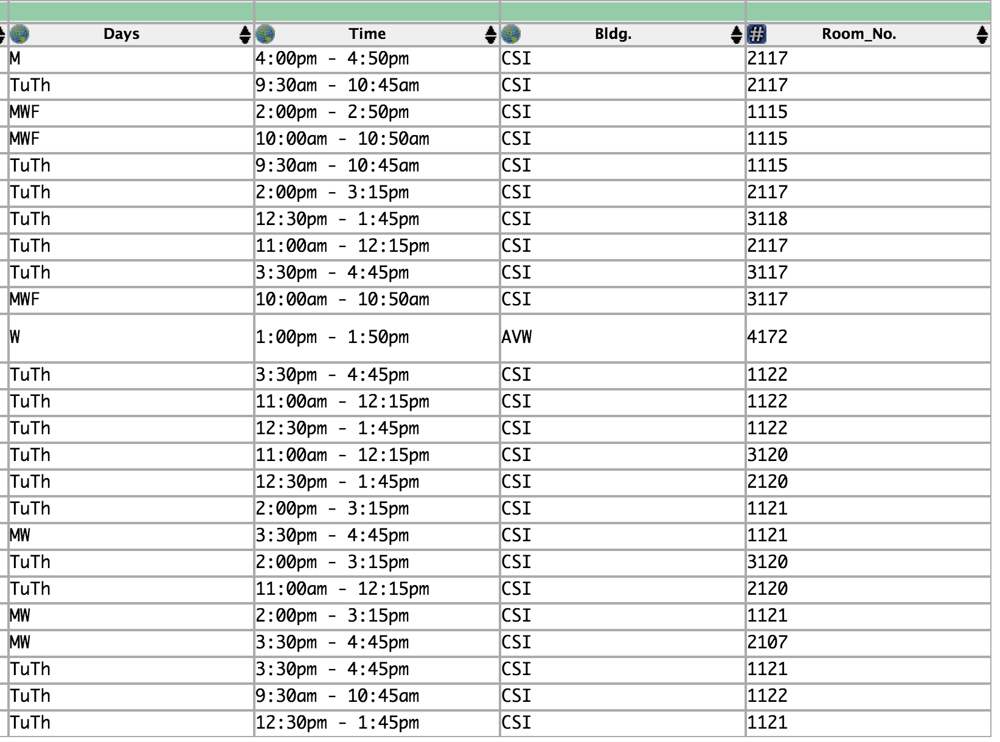 Days Time Bldg. # Room_No.
M 4:00pm - 4:50pm CSI 2117
TuTh 9:30am - 10:45am CSI 2117
MWF 2:00pm - 2:50pm CSI 1115
MWF 10:00am - 10:50am CSI 1115
TuTh 9:30am - 10:45am CSI 1115
TuTh 2:00pm - 3:15pm CSI 2117
TuTh 12:30pm - 1:45pm CSI 3118
TuTh 11:00am - 12:15pm CSI 2117
TuTh 3:30pm - 4:45pm CSI 3117
MWF 10:00am - 10:50am CSI 3117
W 1:00pm - 1:50pm AVW 4172
TuTh 3:30pm - 4:45pm CSI 1122
TuTh 11:00am - 12:15pm CSI 1122
TuTh 12:30pm - 1:45pm CSI 1122
TuTh 11:00am - 12:15pm CSI 3120
TuTh 12:30pm - 1:45pm CSI 2120
TuTh 2:00pm - 3:15pm CSI 1121
MW 3:30pm - 4:45pm CSI 1121
TuTh 2:00pm - 3:15pm CSI 3120
TuTh 11:00am - 12:15pm CSI 2120
MW 2:00pm - 3:15pm CSI 1121
MW 3:30pm - 4:45pm CSI 2107
TuTh 3:30pm - 4:45pm CSI 1121
TuTh 9:30am - 10:45am CSI 1122
TuTh 12:30pm - 1:45pm CSI 1121